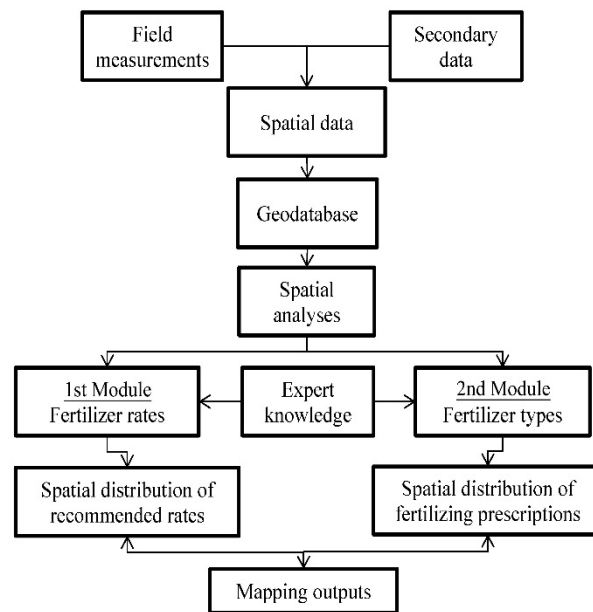 Field
measurements
Secondary
data
Spatial data
Geodatabase
Spatial
analyses
1st Module
Fertilizer rates
Expert
knowledge
2nd Module
Fertilizer types
Spatial distribution of
recommended rates
Spatial distribution of
fertilizing prescriptions
Mapping outputs